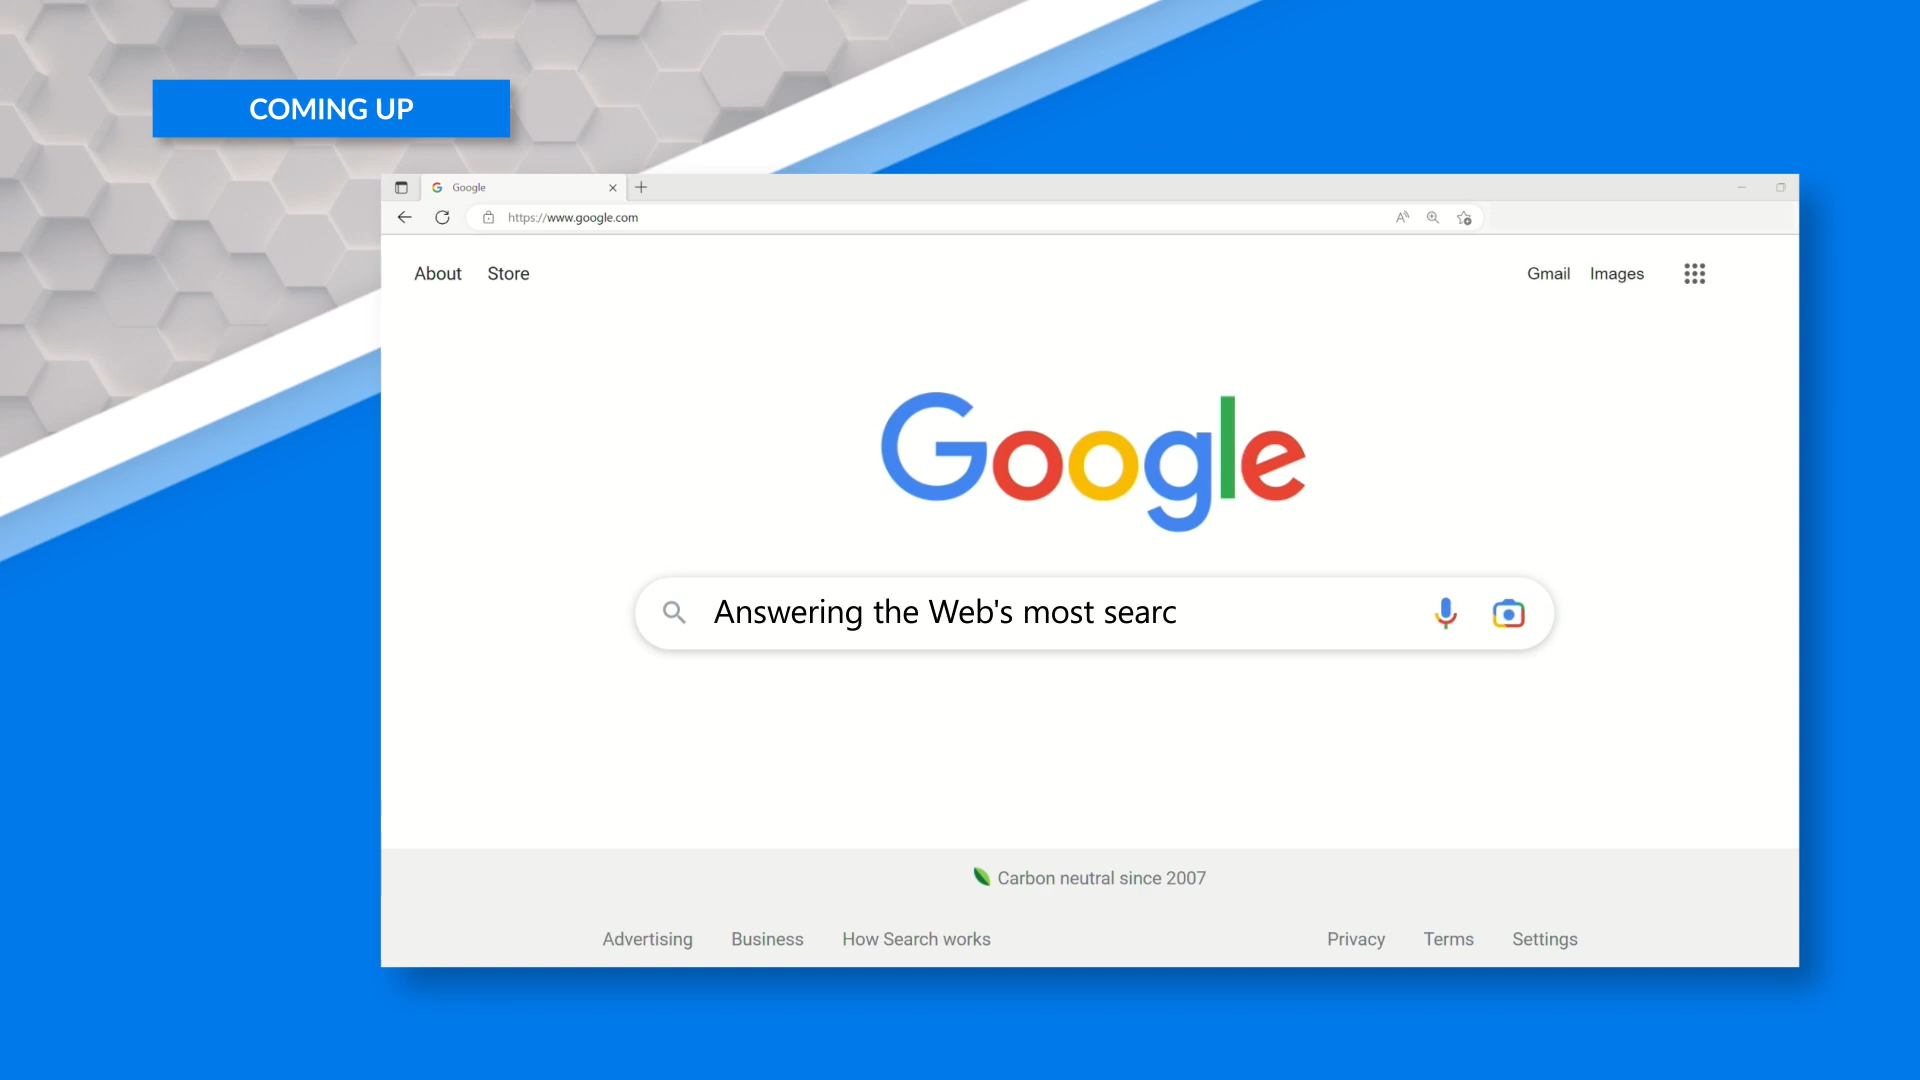 COMING UP
Google
https://www.google.com
About Store Gmail Images
Google
Answering the Web's most searc
Carbon neutral since 2007
Advertising Business How Search works Privacy Terms Settings